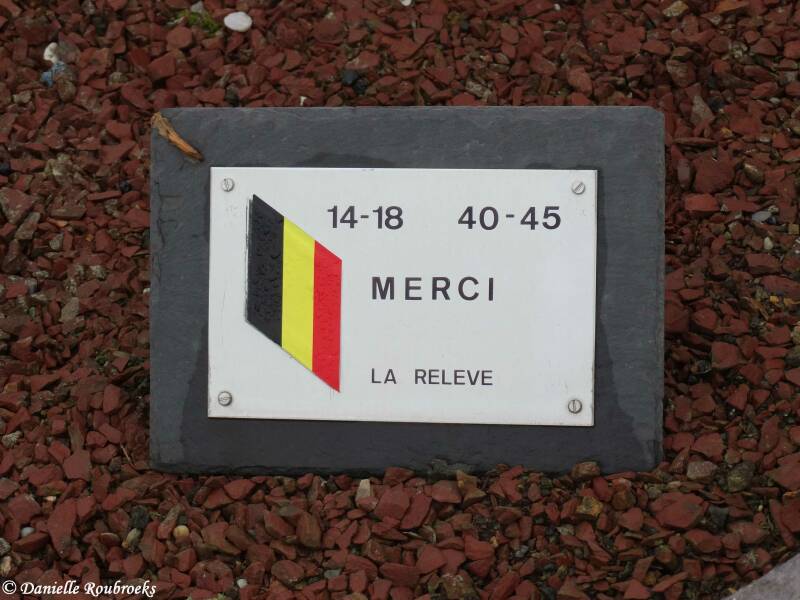 14-18 40-45
MERCI
LA RELEVE
© Danielle Roubroeks